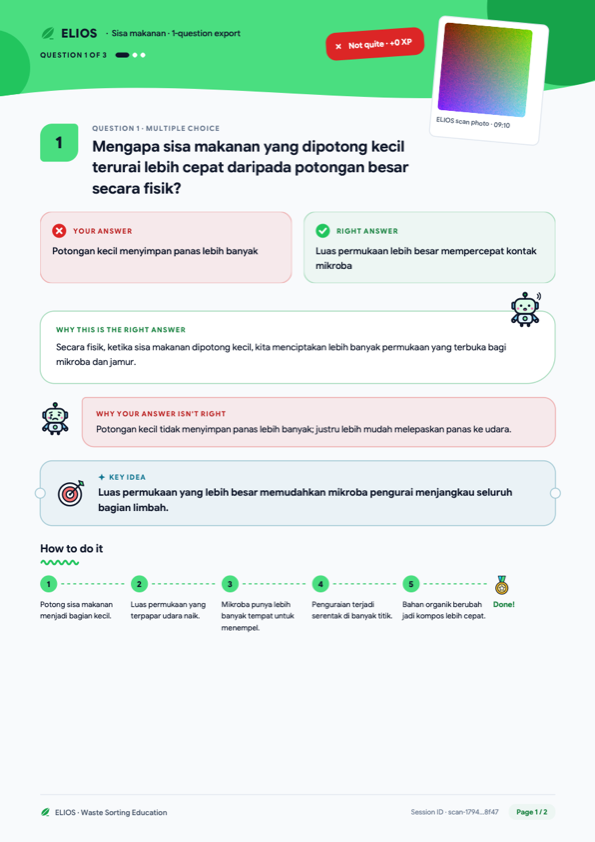 ELIOS · Sisa makanan · 1-question export
QUESTION 1 OF 3
× Not quite · +0 XP
ELIOS scan photo · 09:10
1
QUESTION 1 · MULTIPLE CHOICE
Mengapa sisa makanan yang dipotong kecil
terurai lebih cepat daripada potongan besar
secara fisik?
YOUR ANSWER
Potongan kecil menyimpan panas lebih banyak
RIGHT ANSWER
Luas permukaan lebih besar mempercepat kontak
mikroba
WHY THIS IS THE RIGHT ANSWER
Secara fisik, ketika sisa makanan dipotong kecil, kita menciptakan lebih banyak permukaan yang terbuka bagi
mikroba dan jamur.
WHY YOUR ANSWER ISN'T RIGHT
Potongan kecil tidak menyimpan panas lebih banyak; justru lebih mudah melepaskan panas ke udara.
KEY IDEA
Luas permukaan yang lebih besar memudahkan mikroba pengurai menjangkau seluruh
bagian limbah.
How to do it
1
Potong sisa makanan
menjadi bagian kecil.
2
Luas permukaan yang
terpapar udara naik.
3
Mikroba punya lebih
banyak tempat untuk
menempel.
4
Penguraian terjadi
serentak di banyak titik.
5
Bahan organik berubah
jadi kompos lebih cepat.
Done!
ELIOS · Waste Sorting Education
Session ID · scan-1794...8f47
Page 1 / 2